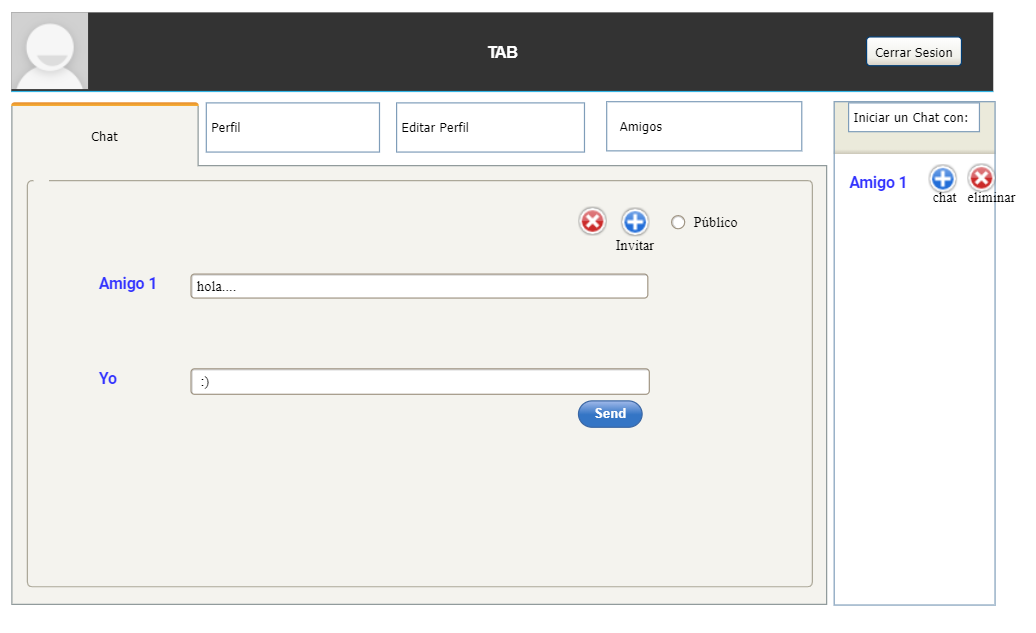 TAB
Cerrar Sesion
Chat
Perfil
Editar Perfil
Amigos
Iniciar un Chat con:
Amigo 1
chat
eliminar
Público
Invitar
Amigo 1
hola....
Yo
:)
Send